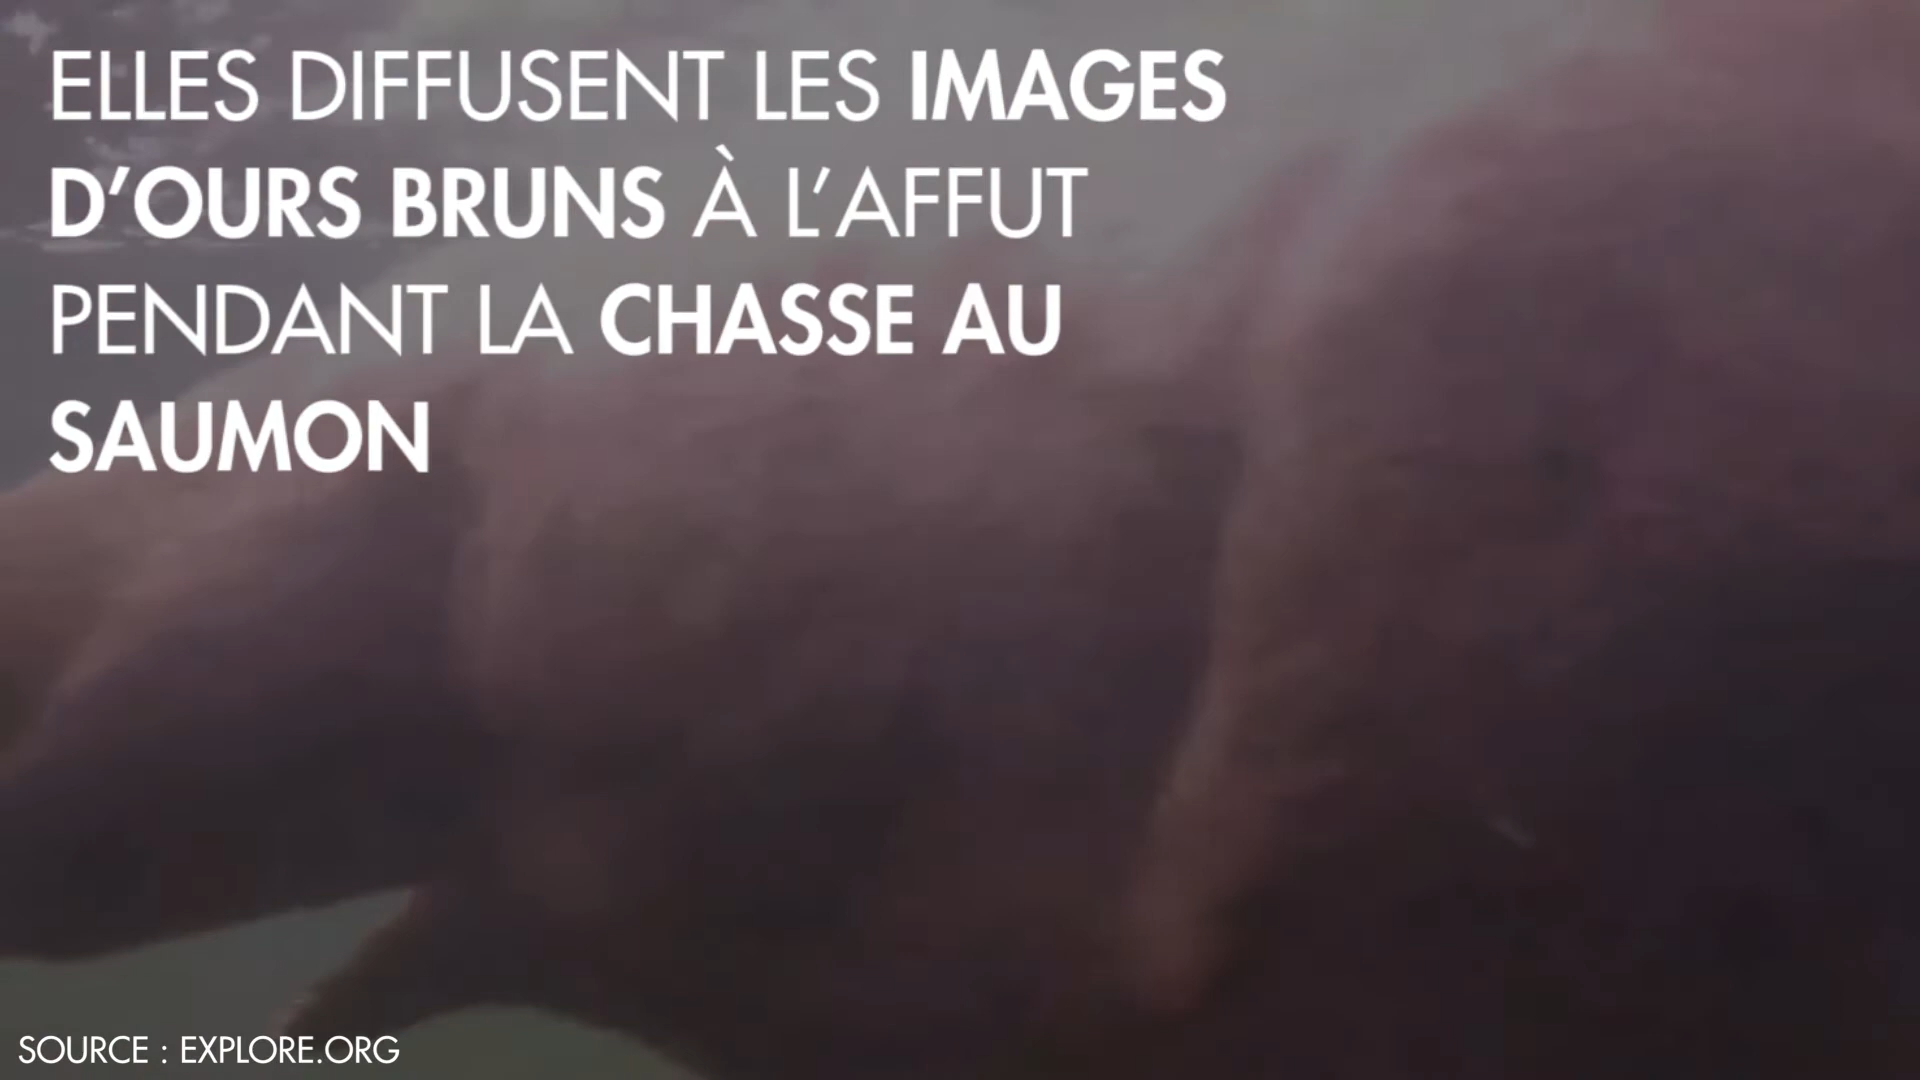 ELLES DIFFUSENT LES IMAGES
D’OURS BRUNS À L’AFFUT
PENDANT LA CHASSE AU
SAUMON
SOURCE : EXPLORE.ORG